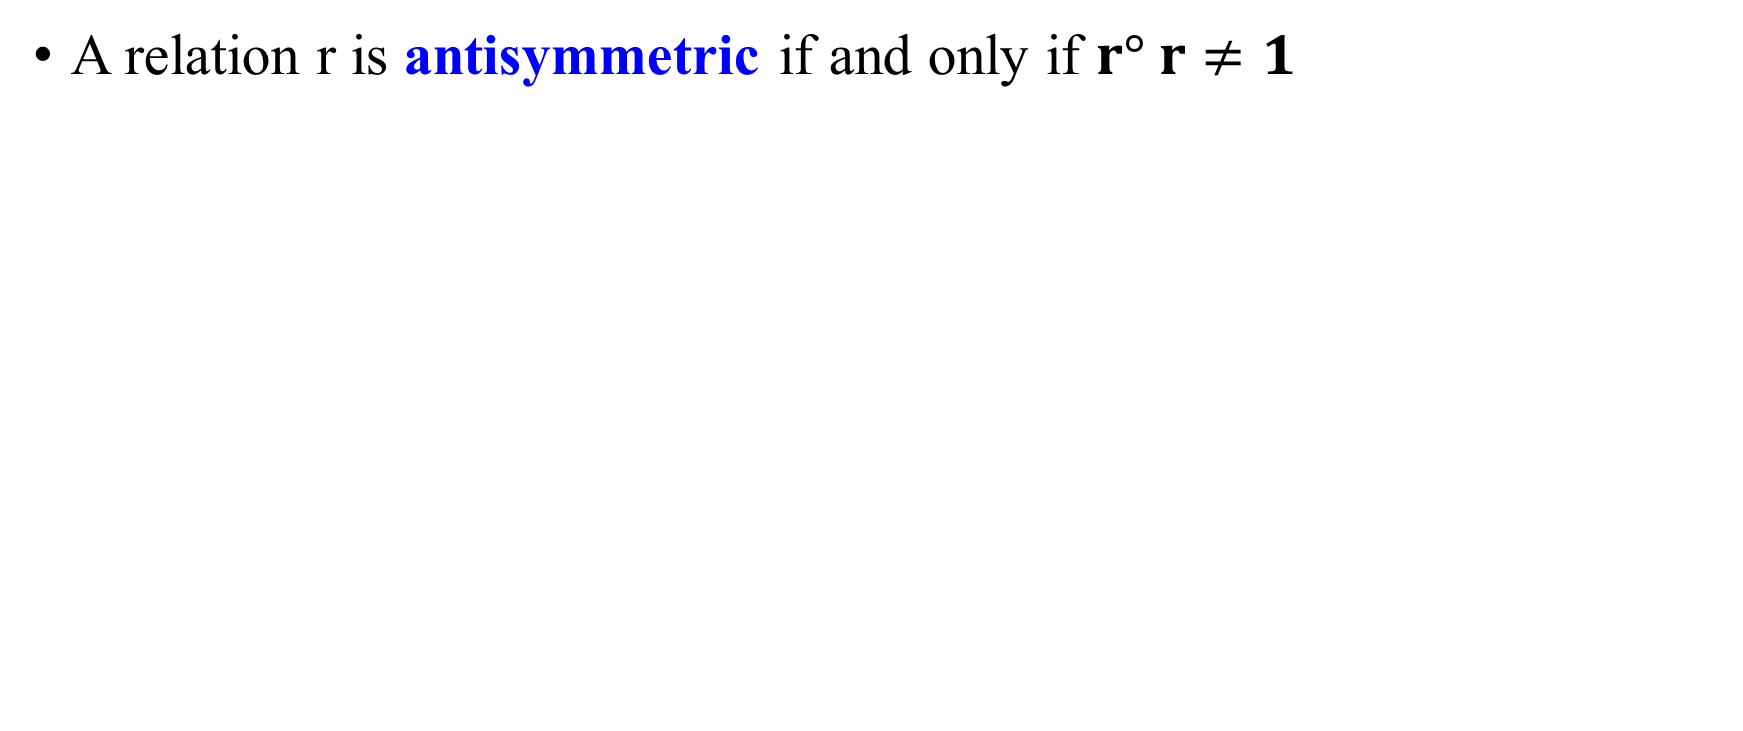 • A relation r is antisymmetric if and only if r° r ≠ 1